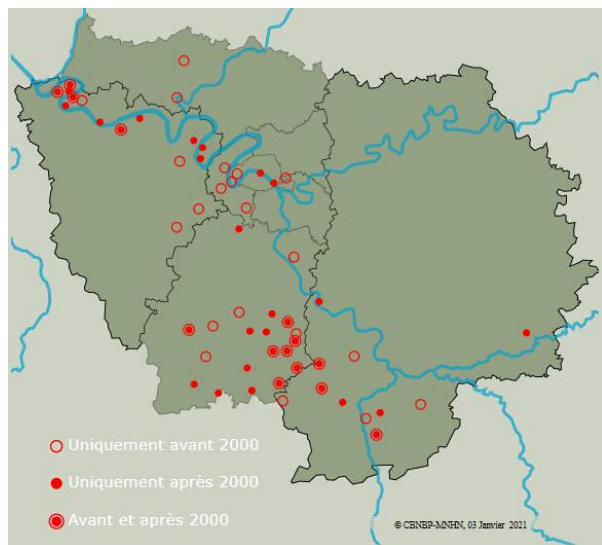 Uniquement avant 2000
Uniquement après 2000
Avant et après 2000
© CBNBP-MNHN, 03 Janvier 2021